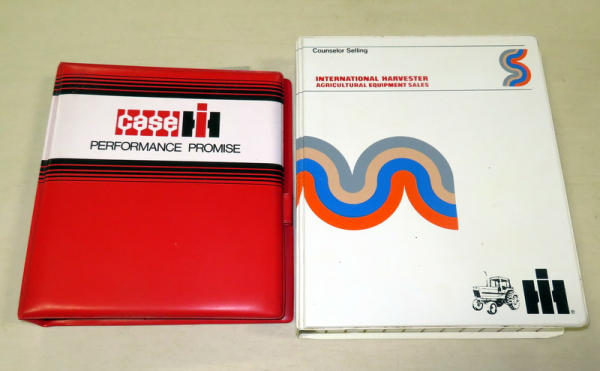 CASE IH
PERFORMANCE PROMISE
Counselor Selling
INTERNATIONAL HARVESTER
AGRICULTURAL EQUIPMENT SALES
IH®